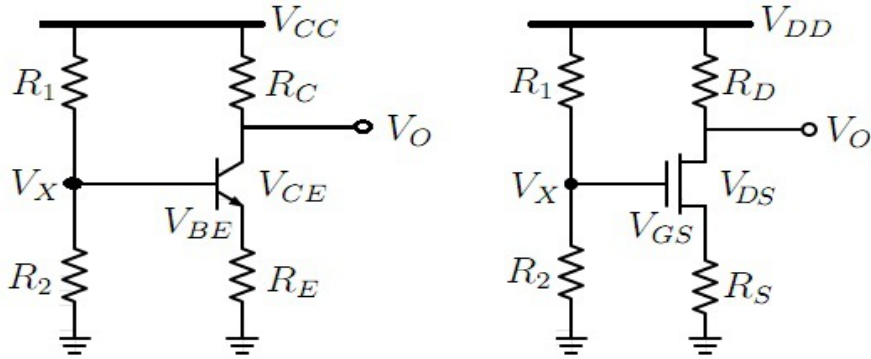 V_CC
R_1
R_C
V_O
V_X
V_CE
V_BE
R_2
R_E
V_DD
R_1
R_D
V_O
V_X
V_DS
V_GS
R_2
R_S